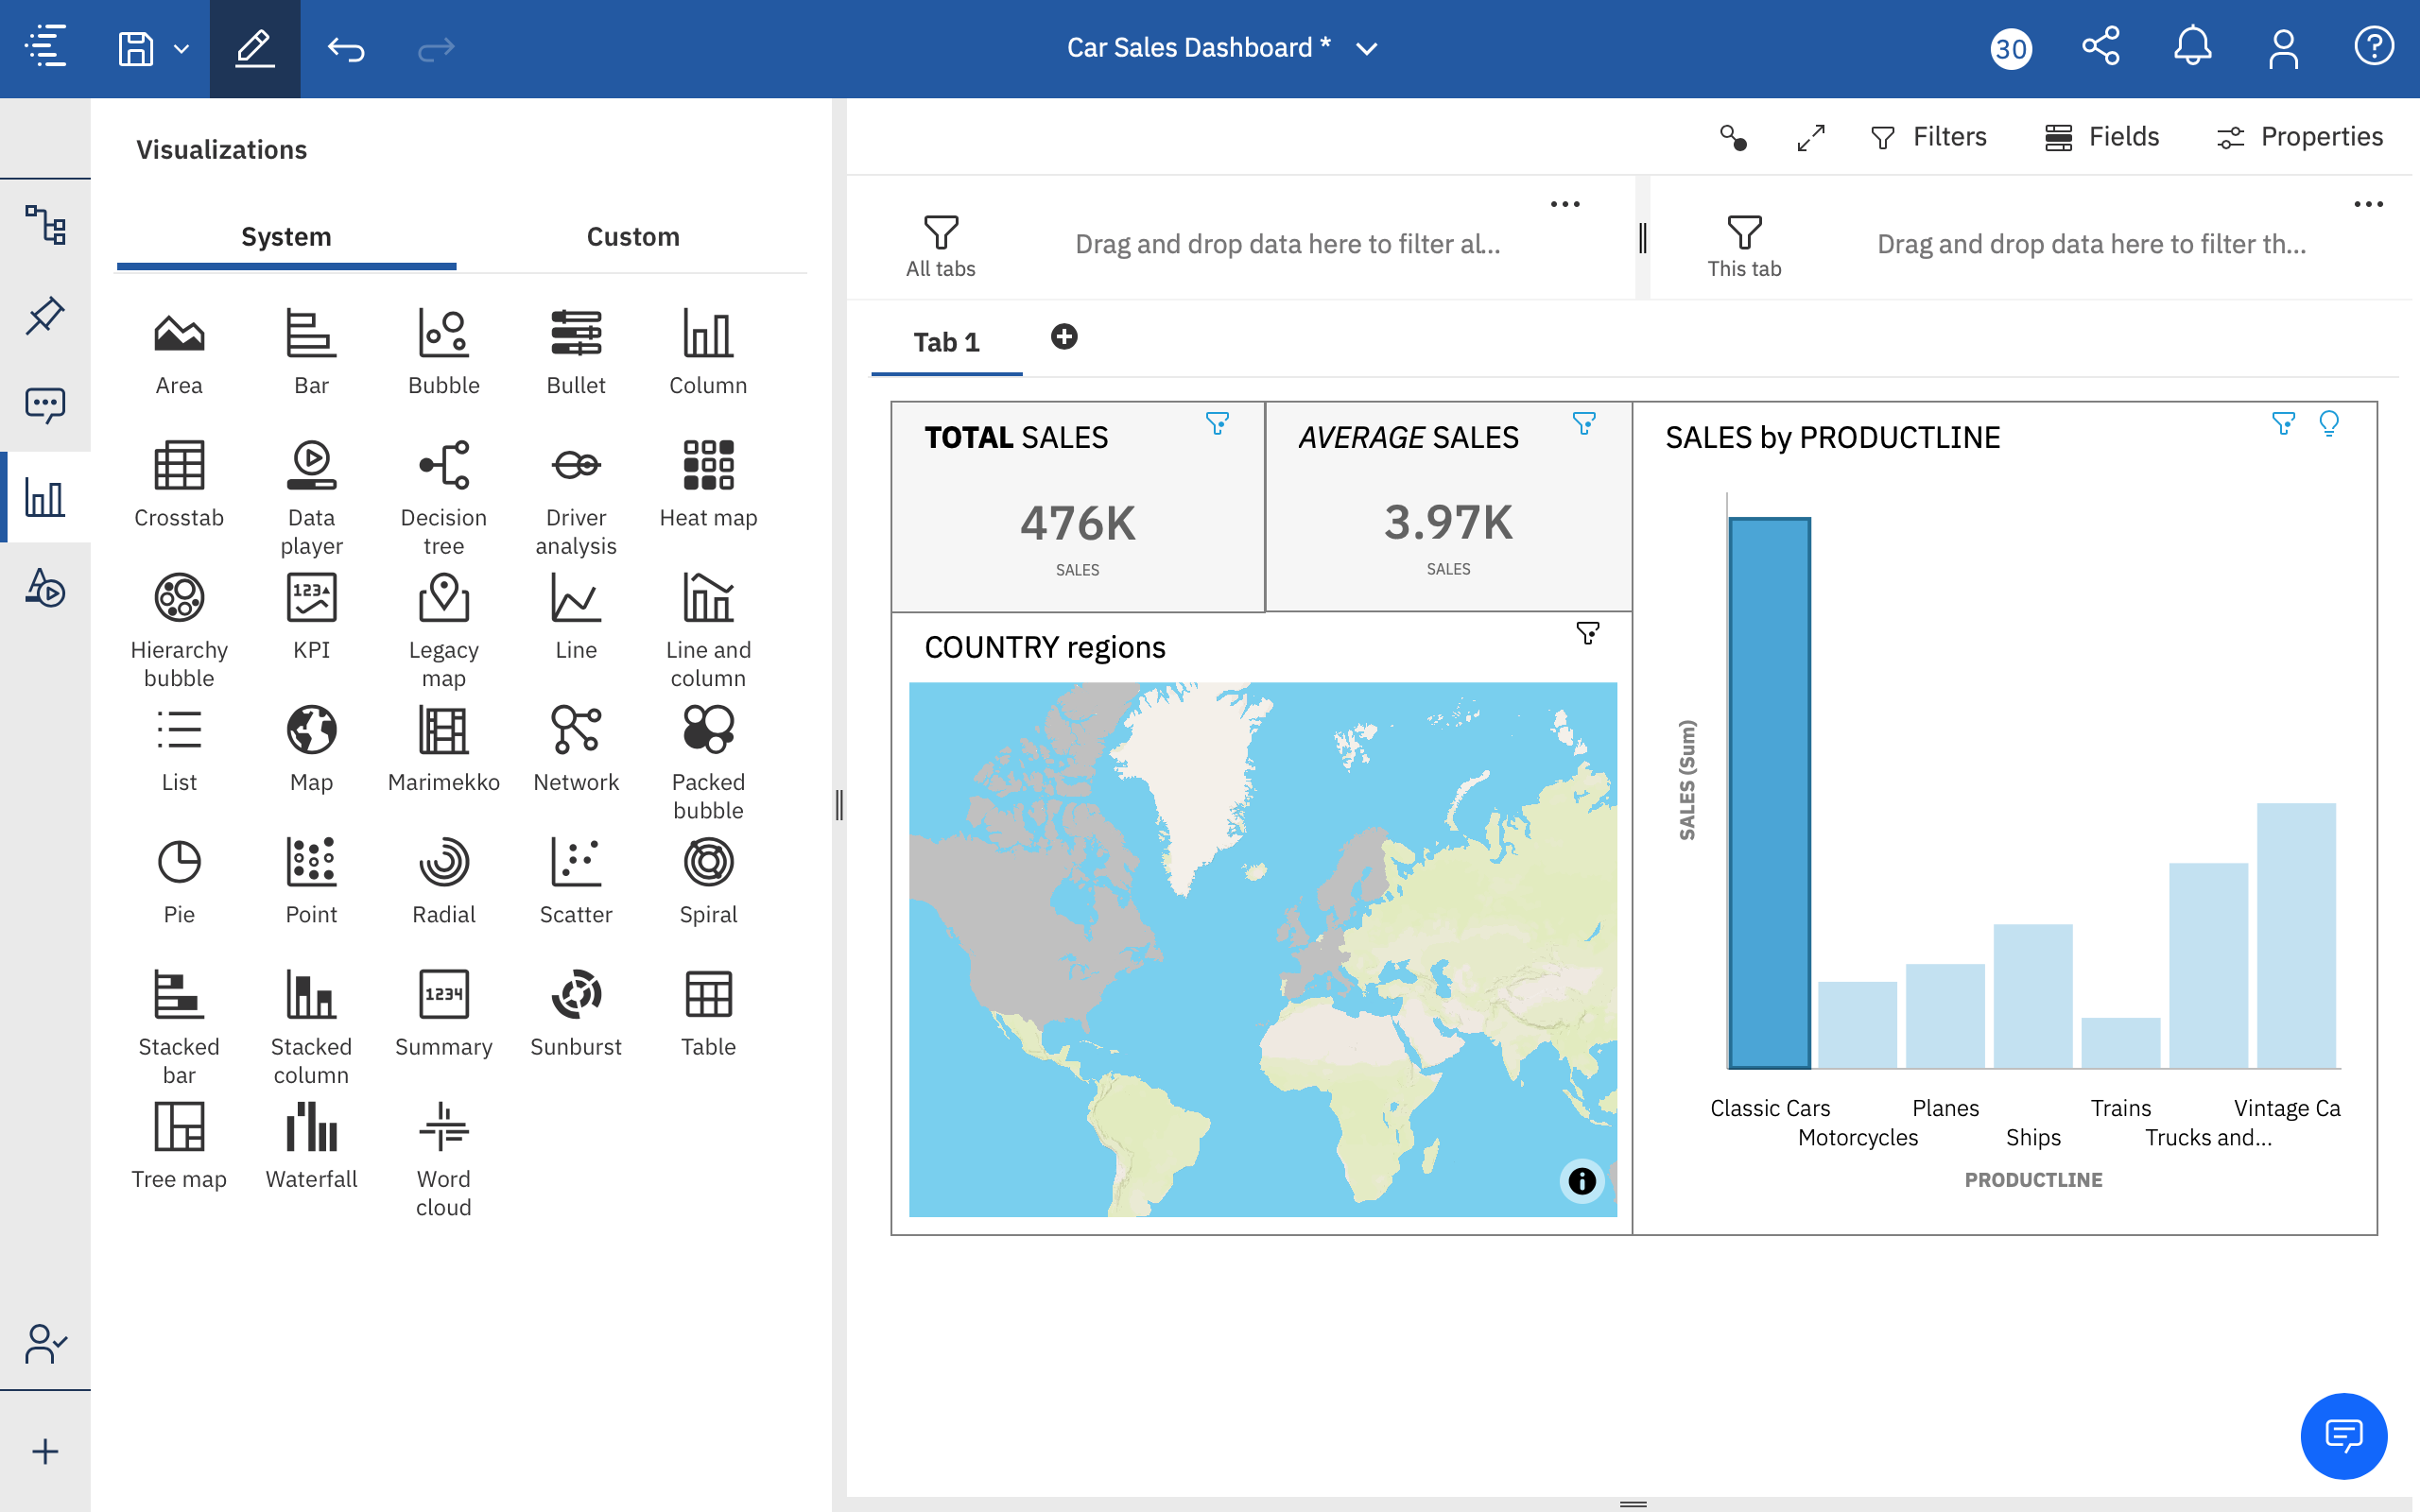 Car Sales Dashboard *
30
Visualizations
System
Custom
Filters
Fields
Properties
All tabs
Drag and drop data here to filter al...
This tab
Drag and drop data here to filter th...
Tab 1
Area
Bar
Bubble
Bullet
Column
Crosstab
Data
player
Decision
tree
Driver
analysis
Heat map
Hierarchy
bubble
123
KPI
Legacy
map
Line
Line and
column
List
Map
Marimekko
Network
Packed
bubble
Pie
Point
Radial
Scatter
Spiral
Stacked
bar
Stacked
column
1234
Summary
Sunburst
Table
Tree map
Waterfall
Word
cloud
TOTAL SALES
476K
SALES
AVERAGE SALES
3.97K
SALES
COUNTRY regions
SALES by PRODUCTLINE
SALES (Sum)
Classic Cars
Motorcycles
Planes
Ships
Trains
Trucks and...
Vintage Ca
PRODUCTLINE